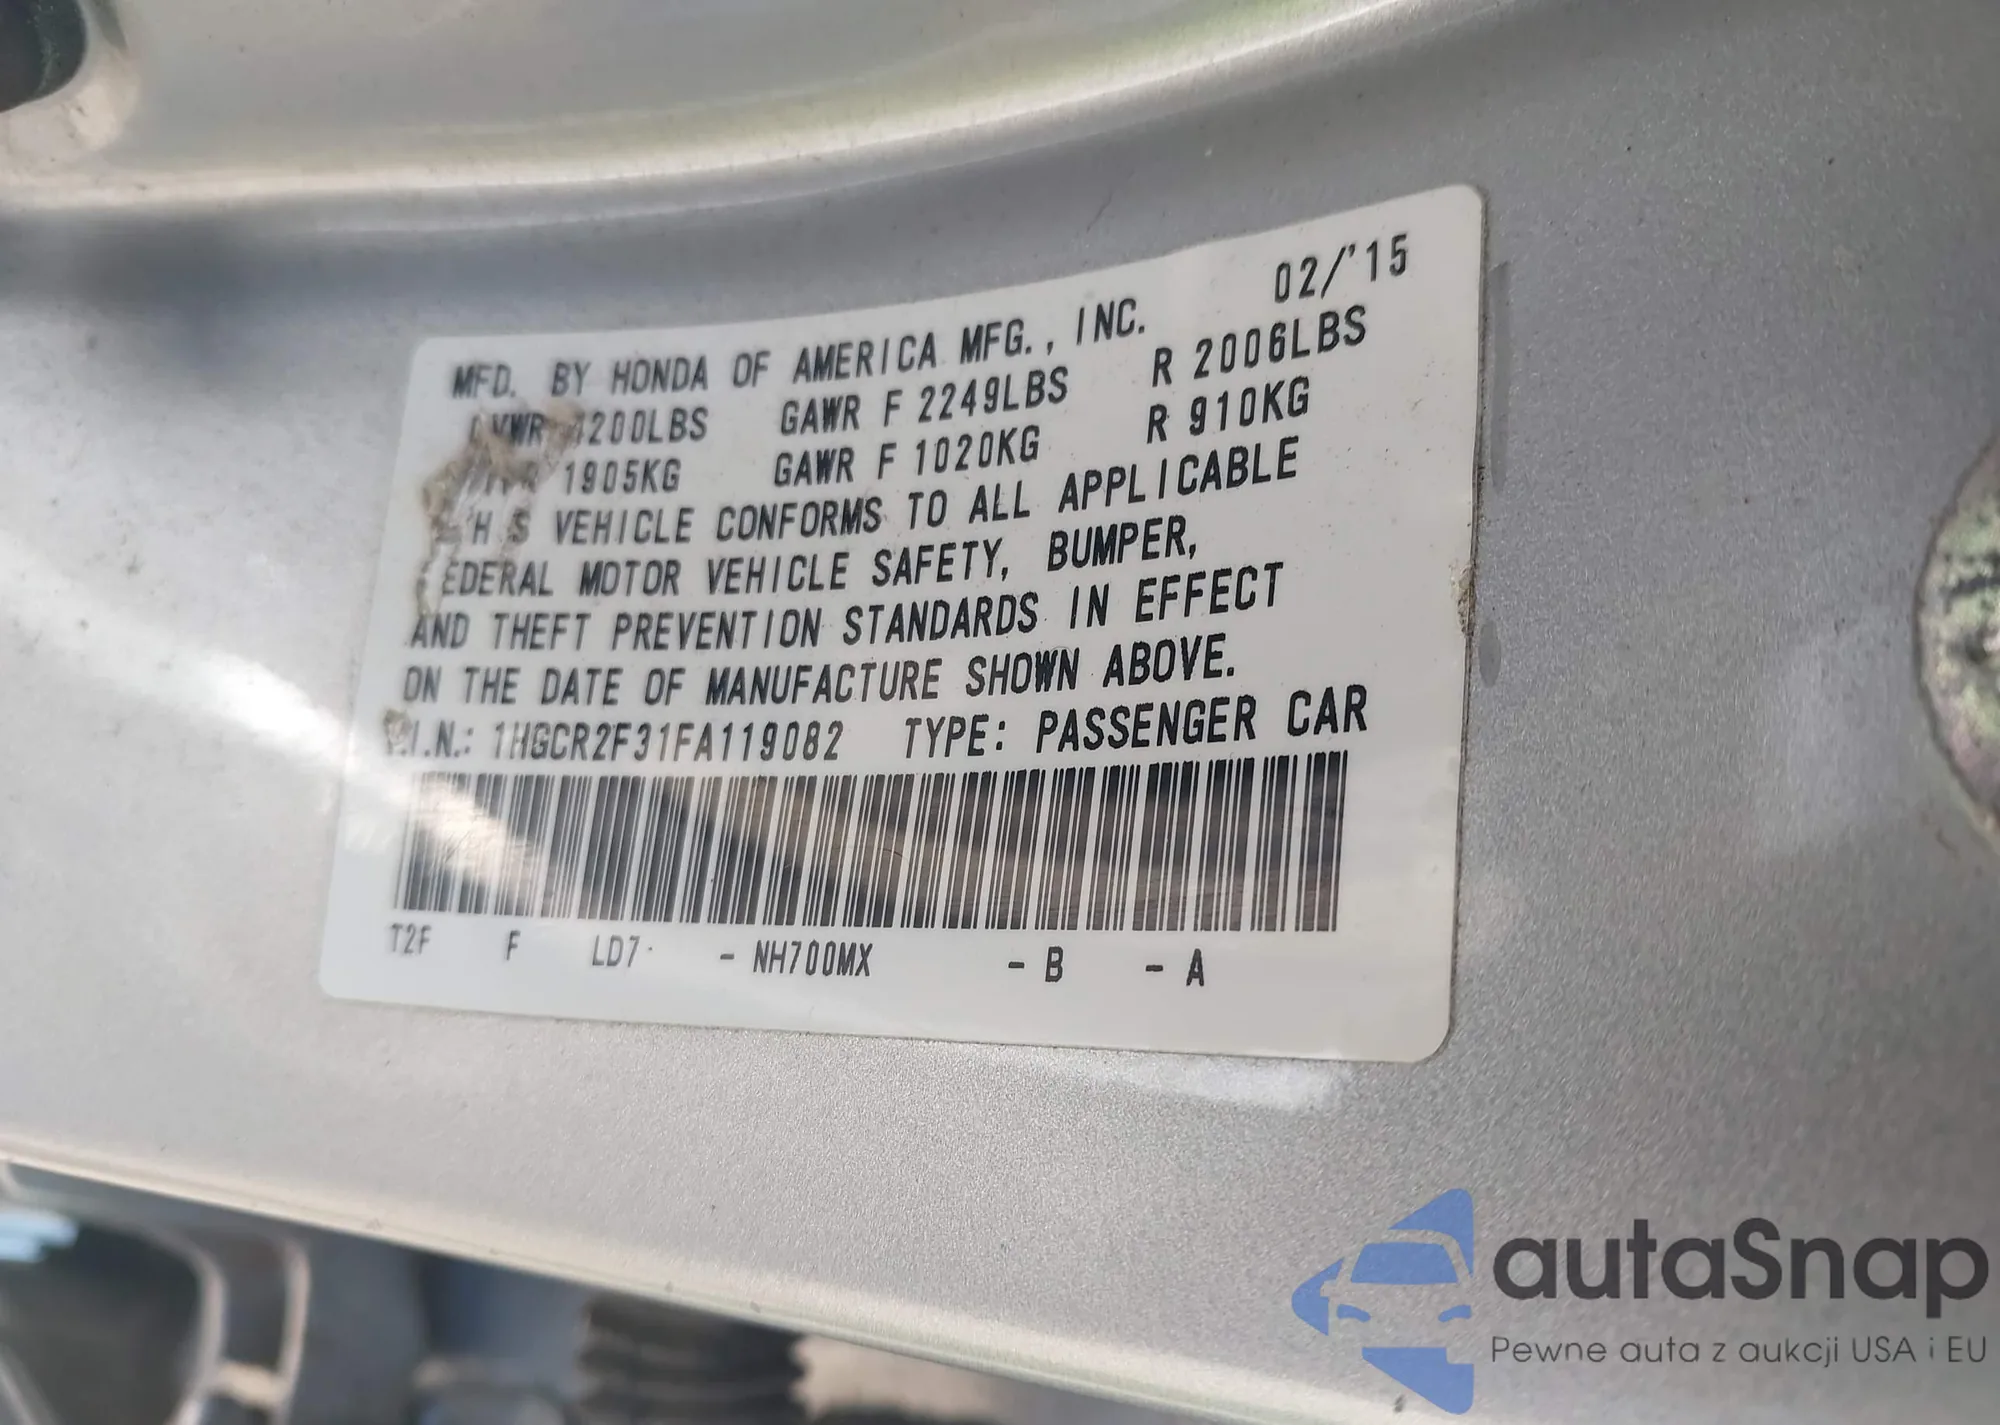 02/'15
MFD. BY HONDA OF AMERICA MFG., INC.
4200LBS GAWR F 2249LBS R 2006LBS
1905KG GAWR F 1020KG R 910KG
VEHICLE CONFORMS TO ALL APPLICABLE
EDERAL MOTOR VEHICLE SAFETY, BUMPER,
AND THEFT PREVENTION STANDARDS IN EFFECT
ON THE DATE OF MANUFACTURE SHOWN ABOVE.
.I.N.: 1HGCR2F31FA119082 TYPE: PASSENGER CAR
T2F F LD7 - NH700MX - B - A
autaSnap
Pewne auta z aukcji USA i EU